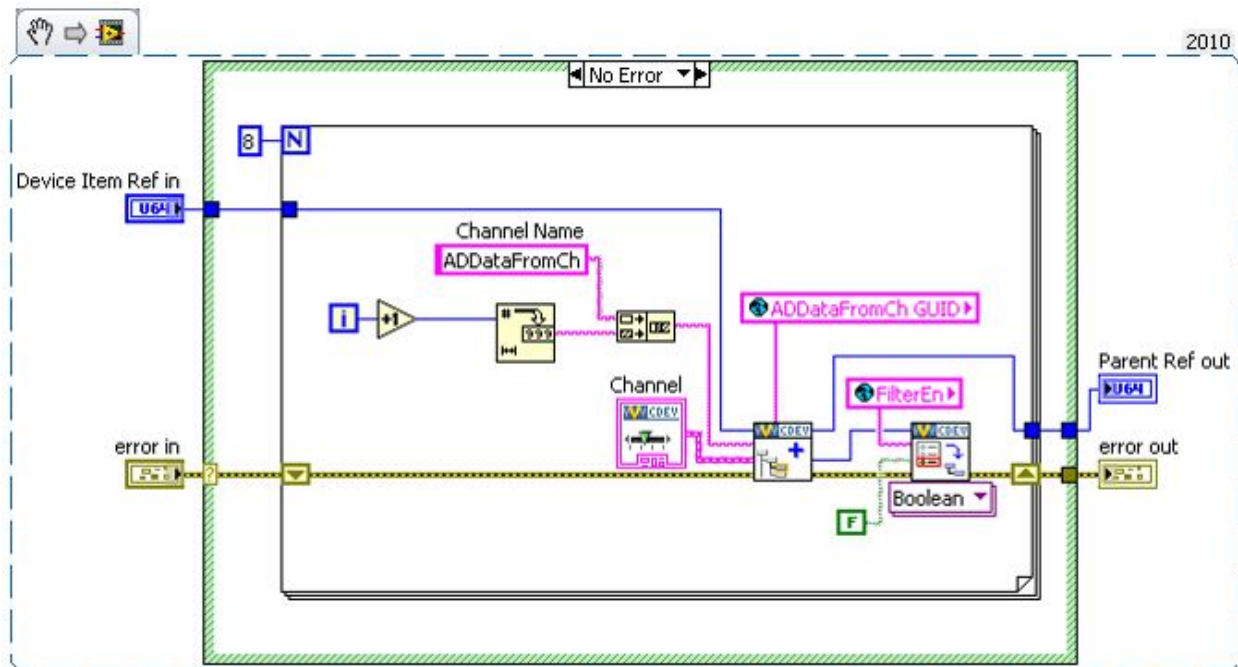 2010
No Error
8
N
Device Item Ref in
U64
Channel Name
ADDataFromCh
i
+1
#
999
ADDataFromCh GUID
Parent Ref out
U64
Channel
FilterEn
CDEV
CDEV
CDEV
error in
?
error out
Boolean
F